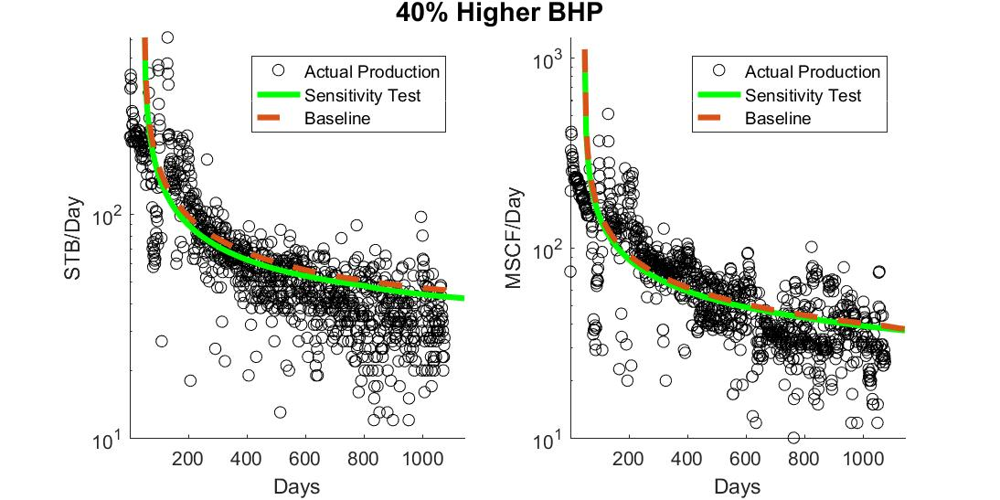 40% Higher BHP
STB/Day
10^2
10^1
Actual Production
Sensitivity Test
Baseline
200 400 600 800 1000
Days
MSCF/Day
10^3
10^2
10^1
Actual Production
Sensitivity Test
Baseline
200 400 600 800 1000
Days